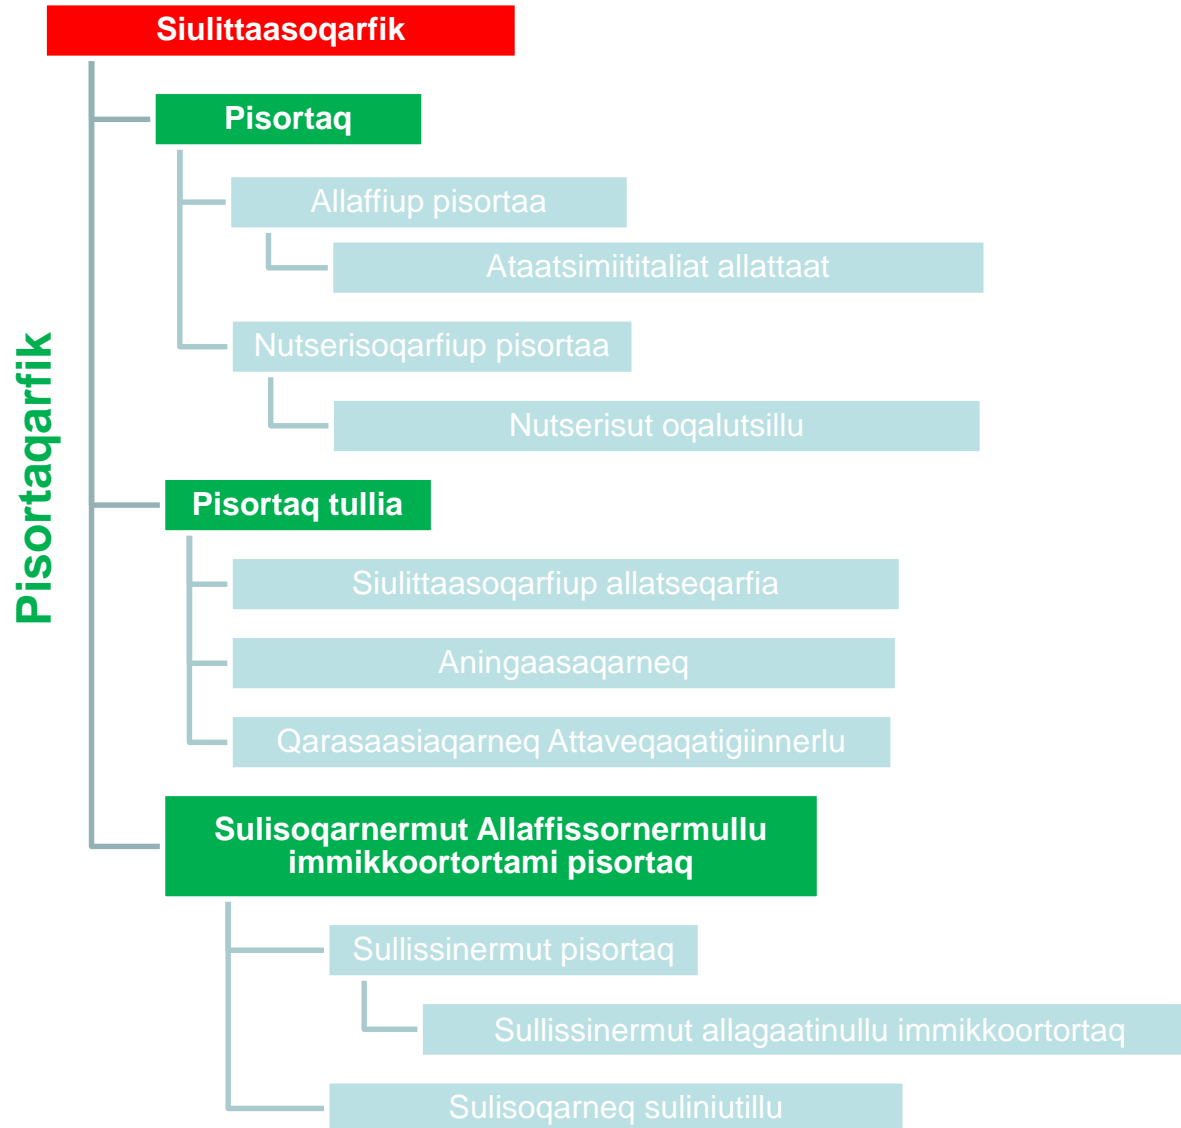 Siulittaasoqarfik
Pisortaq
Allaffiup pisortaa
Ataatsimiititaliat allattaat
Nutserisoqarfiup pisortaa
Nutserisut oqalutsillu
Pisortaqarfik
Pisortaq tullia
Siulittaasoqarfiup allatseqarfia
Aningaasaqarneq
Qarasaasiaqarneq Attaveqaqatigiinnerlu
Sulisoqarnermut Allaffissornermullu
immikkoortortami pisortaq
Sullissinermut pisortaq
Sullissinermut allagaatinullu immikkoortortaq
Sulisoqarneq suliniutillu